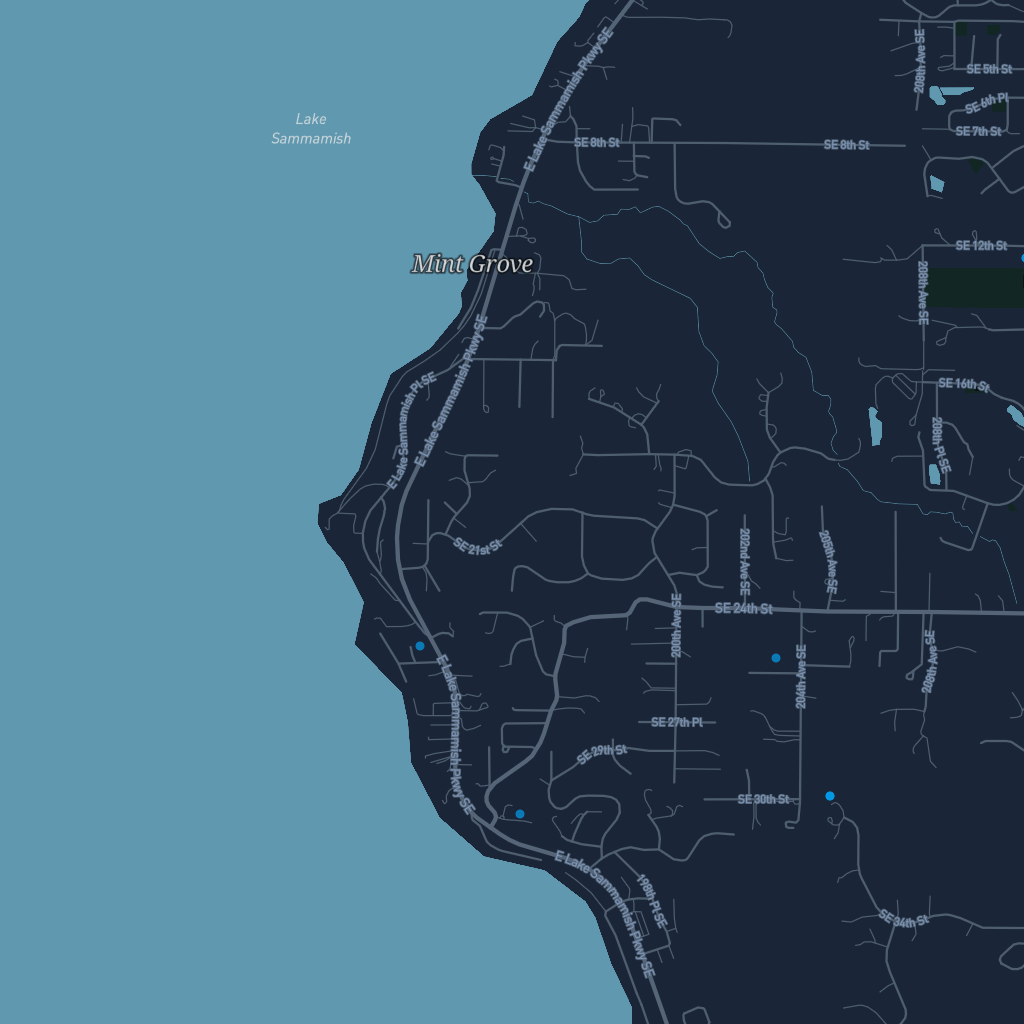 E Lake Sammamish Pkwy SE
208th Ave SE
SE 5th St
SE 6th Pl
Lake
Sammamish
SE 7th St
SE 8th St
SE 8th St
SE 12th St
Mint Grove
208th Ave SE
E Lake Sammamish Pkwy SE
E Lake Sammamish Pl SE
SE 16th St
208th Pl SE
SE 21st St
202nd Ave SE
205th Ave SE
SE 24th St
200th Ave SE
204th Ave SE
206th Ave SE
E Lake Sammamish Pkwy SE
SE 27th Pl
SE 29th St
SE 30th St
E Lake Sammamish Pkwy SE
198th Pl SE
SE 34th St